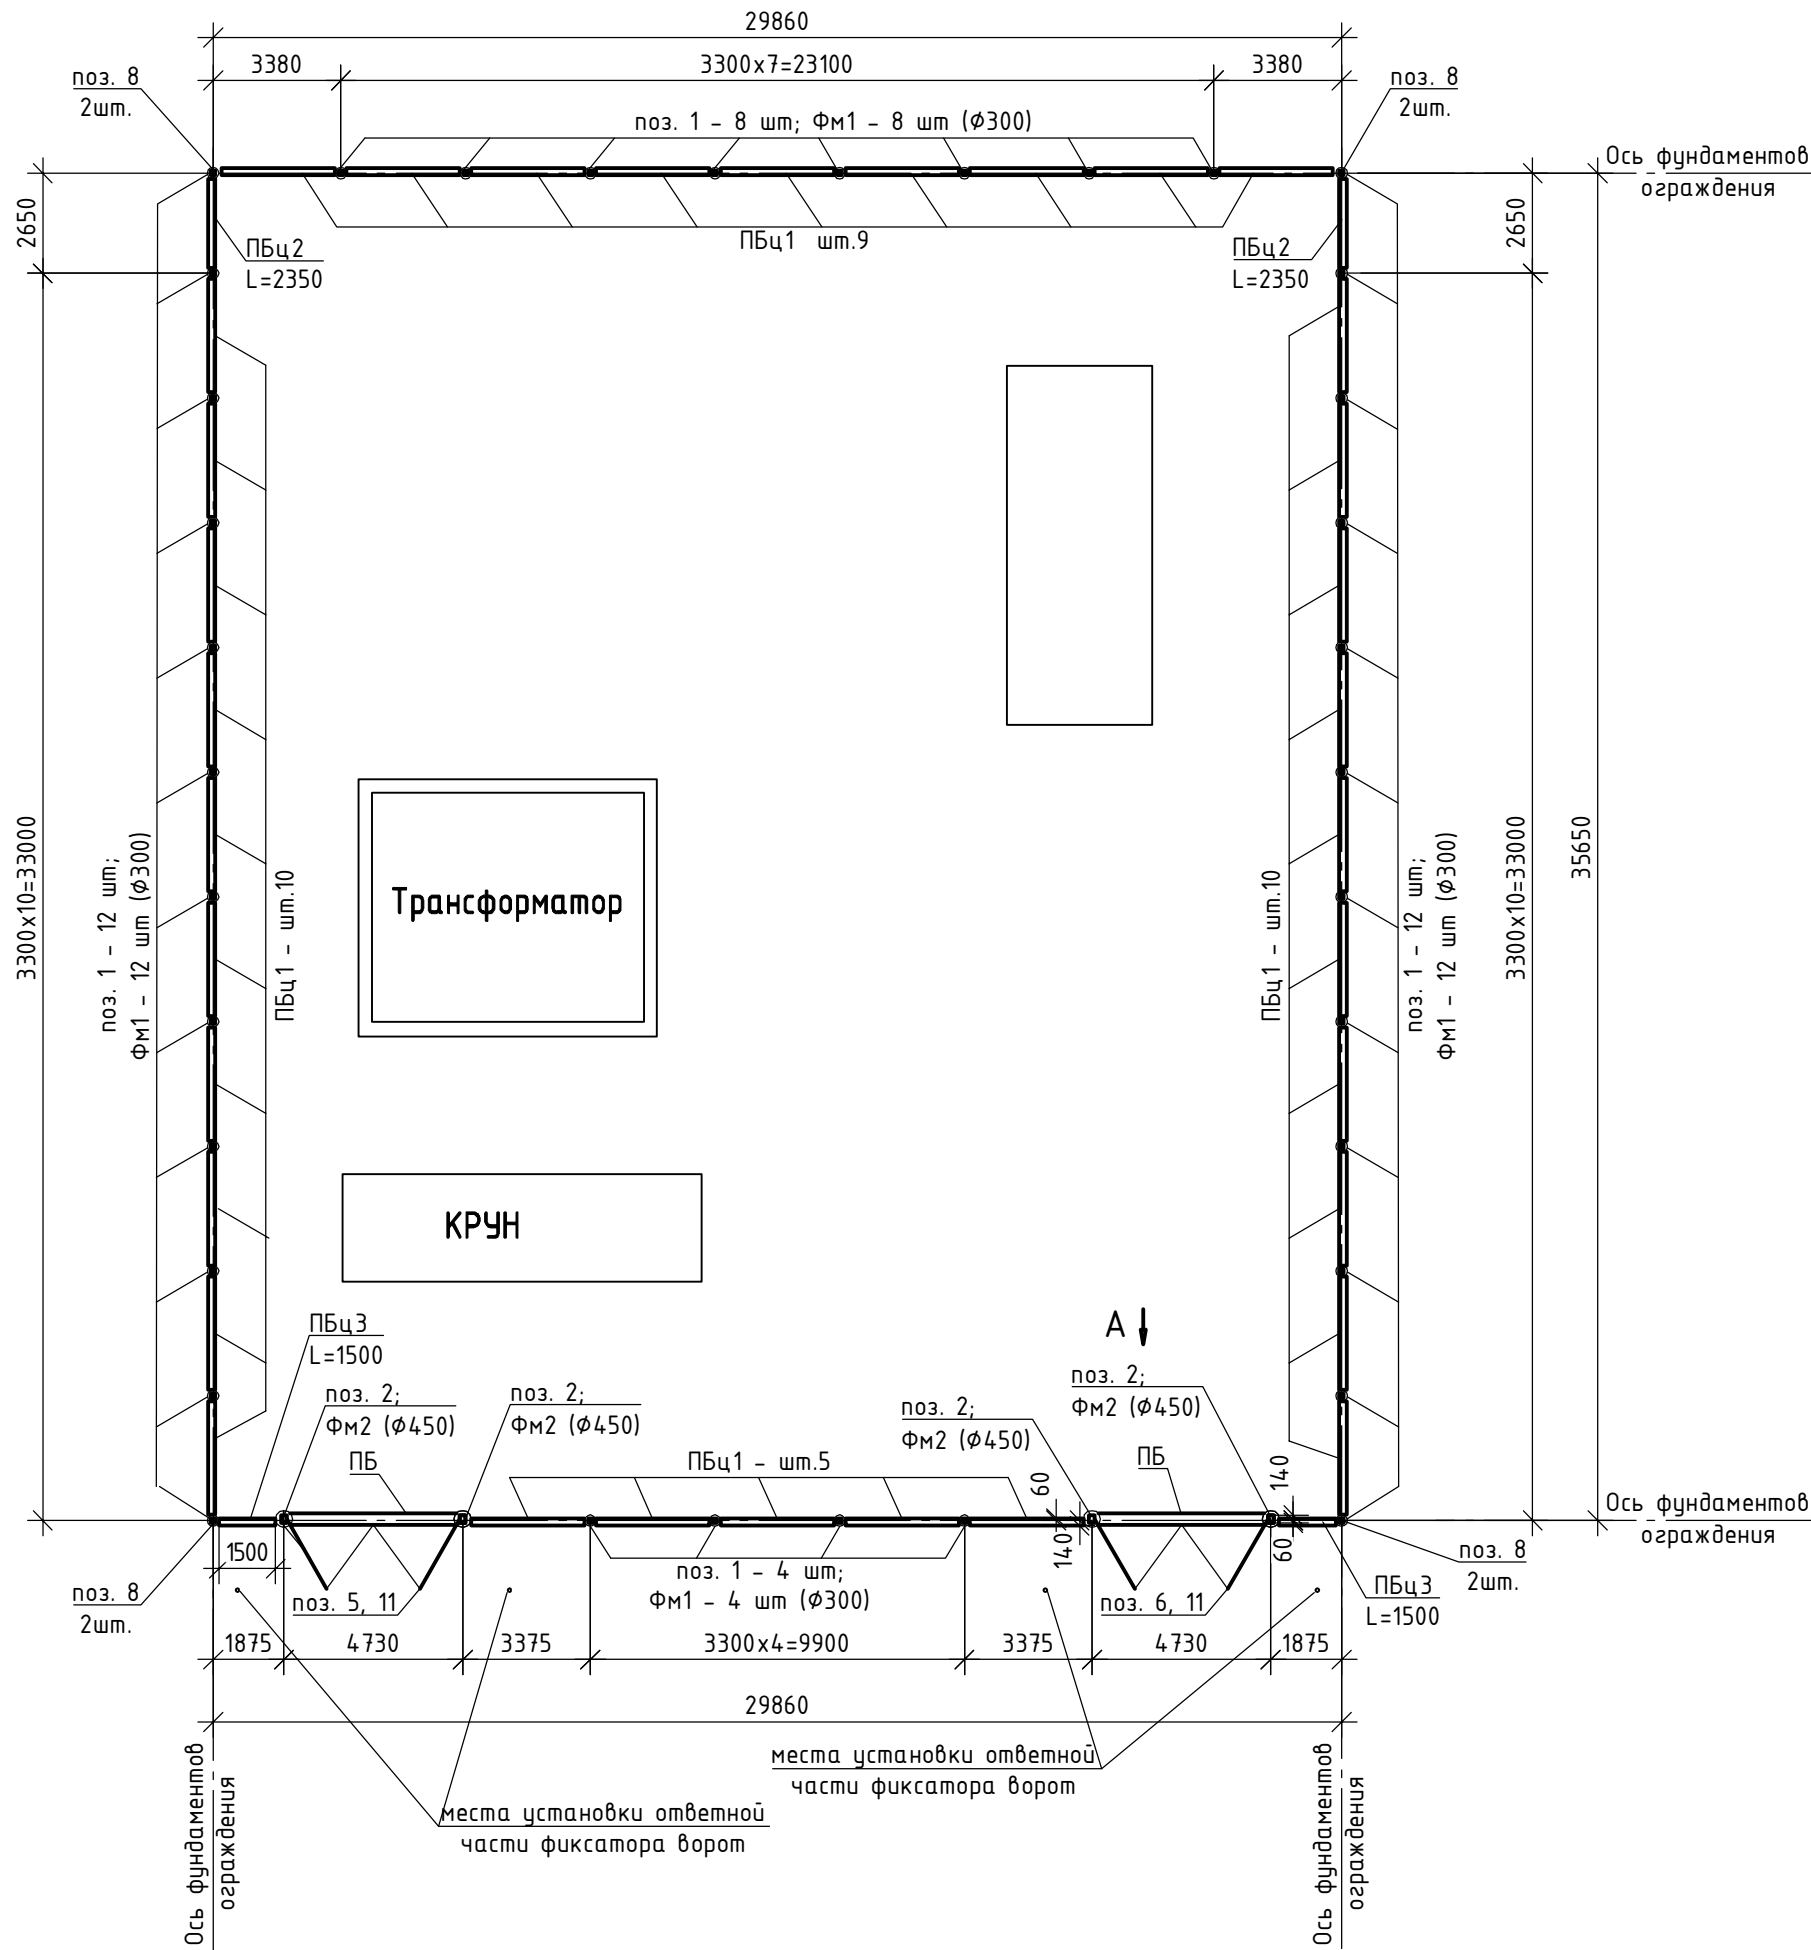 29860
3380
3300х7=23100
3380
поз. 8
2шт.
поз. 8
2шт.
поз. 1 - 8 шт; Фм1 - 8 шт (Ø300)
Ось фундаментов
ограждения
2650
2650
ПБц1 шт.9
ПБц2
L=2350
ПБц2
L=2350
3300х10=33000
поз. 1 - 12 шт;
Фм1 - 12 шт (Ø300)
ПБц1 - шт.10
Трансформатор
ПБц1 - шт.10
поз. 1 - 12 шт;
Фм1 - 12 шт (Ø300)
3300х10=33000
35650
КРУН
А
ПБц3
L=1500
поз. 2;
Фм2 (Ø450)
поз. 2;
Фм2 (Ø450)
поз. 2;
Фм2 (Ø450)
поз. 2;
Фм2 (Ø450)
ПБ
ПБц1 - шт.5
ПБ
60
140
140
60
Ось фундаментов
ограждения
1500
поз. 8
2шт.
поз. 5, 11
поз. 1 - 4 шт;
Фм1 - 4 шт (Ø300)
поз. 6, 11
поз. 8
2шт.
ПБц3
L=1500
1875
4730
3375
3300х4=9900
3375
4730
1875
29860
места установки ответной
части фиксатора ворот
места установки ответной
части фиксатора ворот
Ось фундаментов
ограждения
Ось фундаментов
ограждения